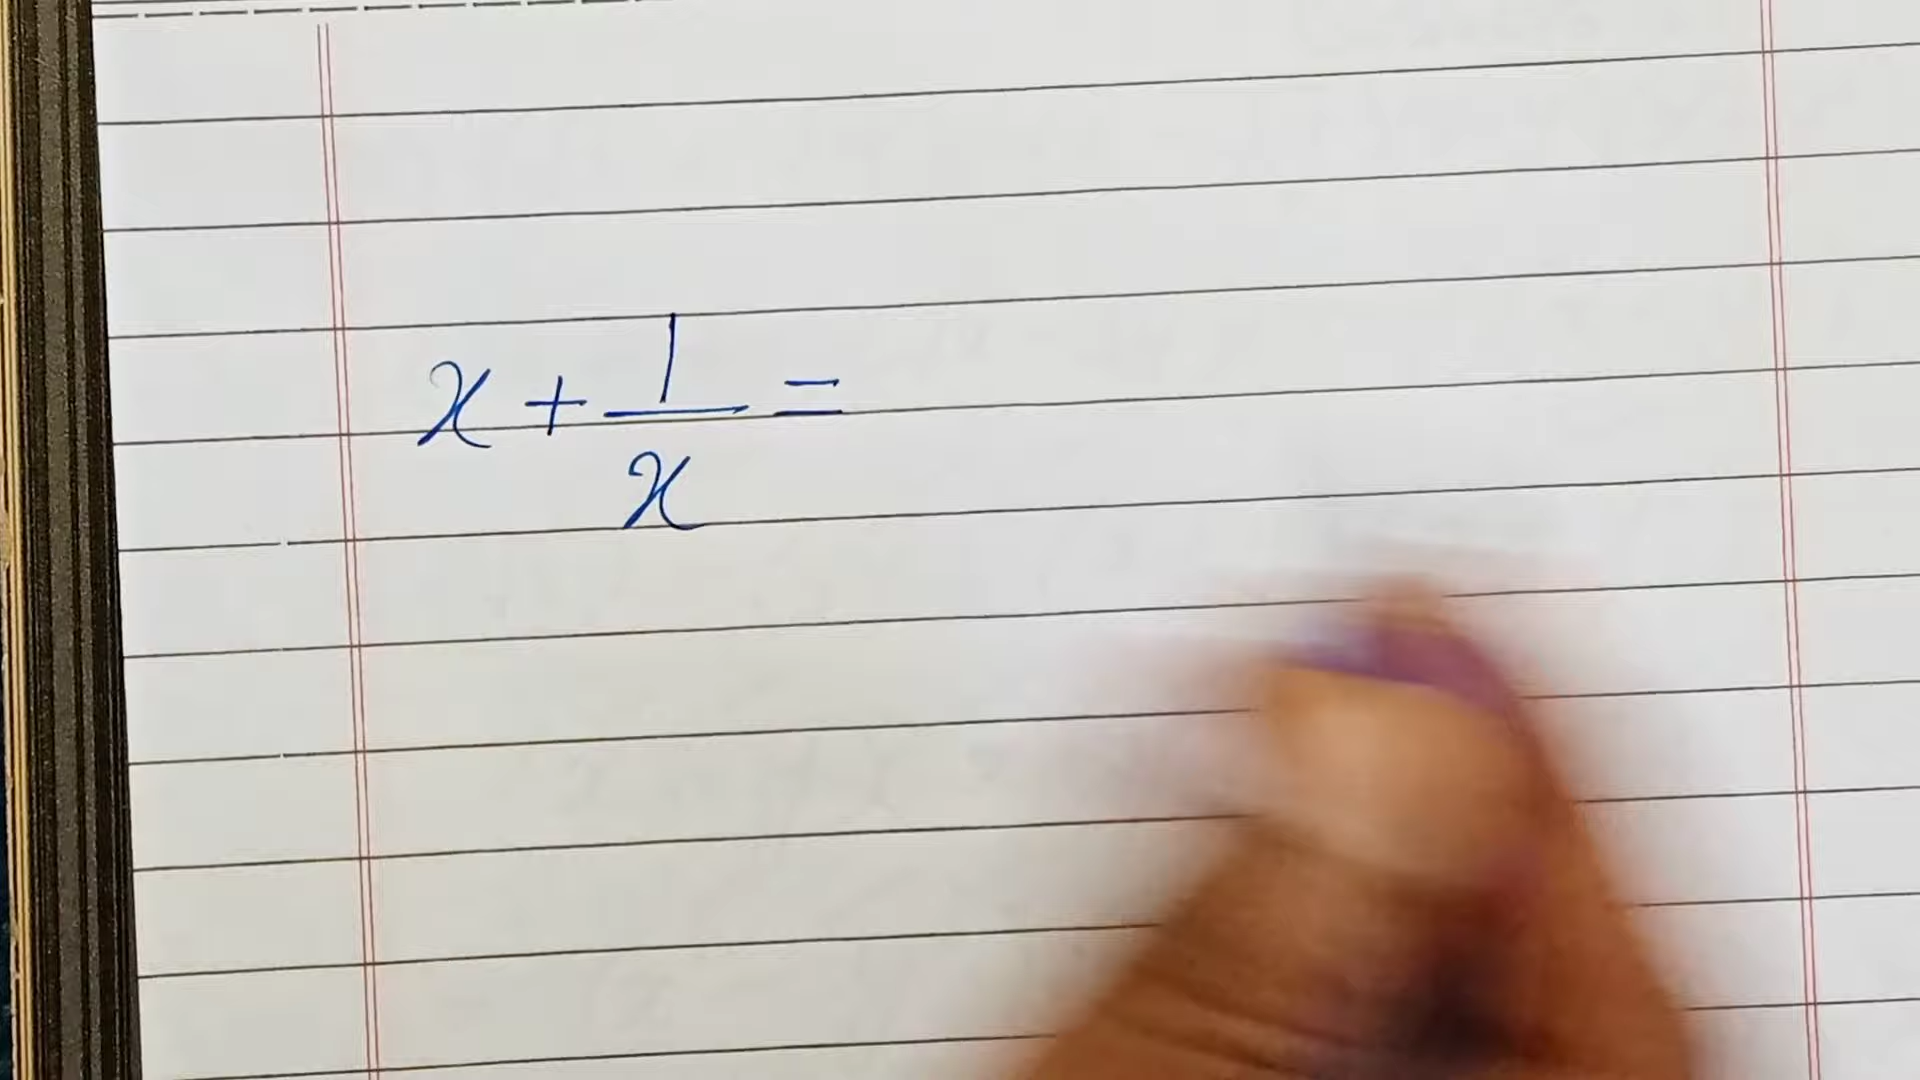 x + 1/x =